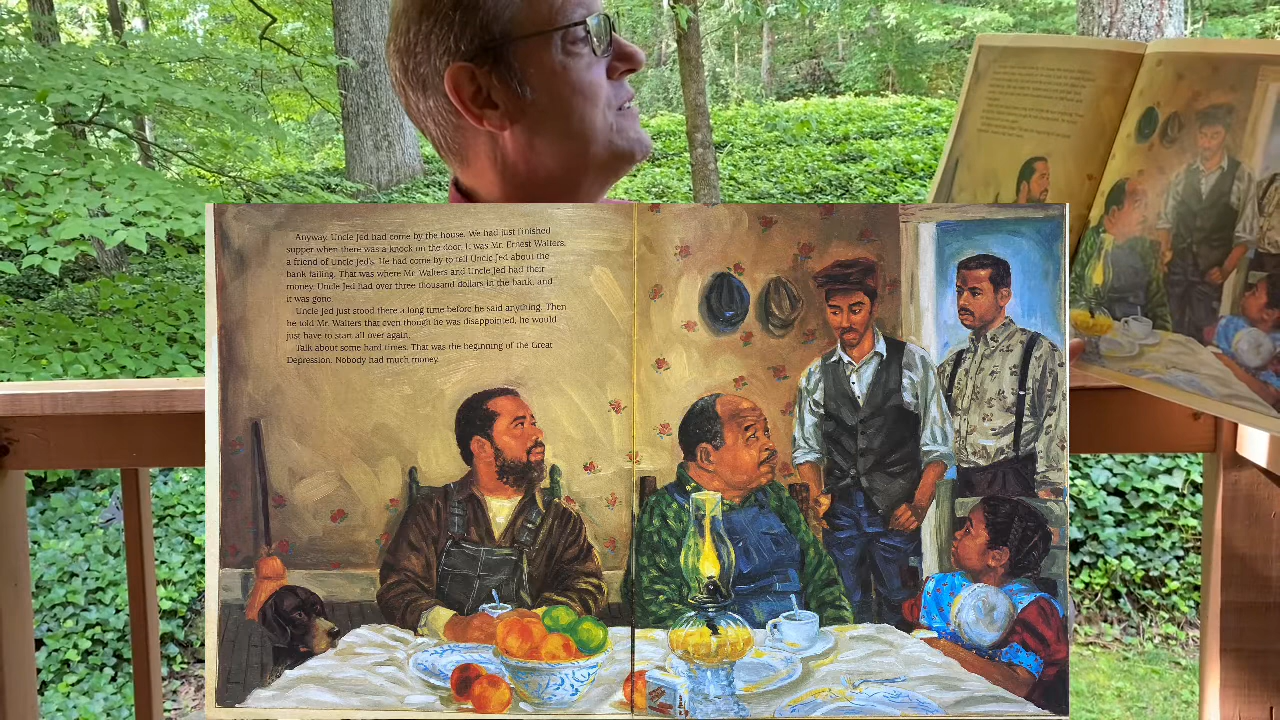 Anyway, Uncle Jed had come by the house. We had just finished
supper when there was a knock on the door. It was Mr. Ernest Walters,
a friend of Uncle Jed's. He had come by to tell Uncle Jed about the
bank failing. That was where Mr. Walters and Uncle Jed had their
money. Uncle Jed had over three thousand dollars in the bank, and
it was gone.
Uncle Jed just stood there a long time before he said anything. Then
he told Mr. Walters that even though he was disappointed, he would
just have to start all over again.
Talk about some hard times. That was the beginning of the Great
Depression. Nobody had much money.